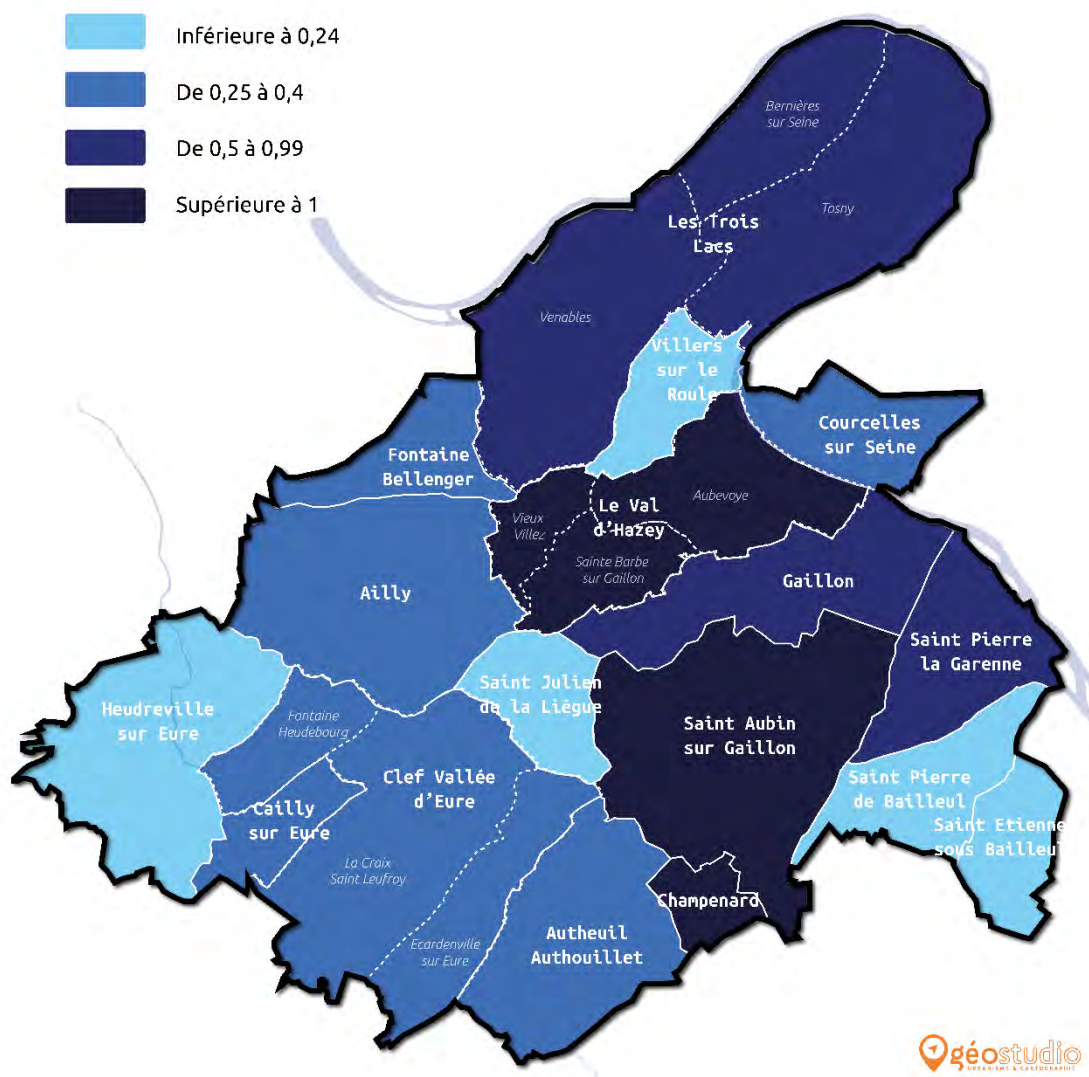 Inférieure à 0,24
De 0,25 à 0,4
De 0,5 à 0,99
Supérieure à 1
Bernières
sur Seine
Tosny
Les Trois
Lacs
Venables
Villers
sur le
Roule
Courcelles
sur Seine
Fontaine
Bellenger
Aubevoye
Le Val
d'Hazey
Vieux
Villez
Sainte Barbe
sur Gaillon
Gaillon
Ailly
Saint Pierre
la Garenne
Saint Julien
de la Liègue
Heudreville
sur Eure
Fontaine
Heudebourg
Saint Aubin
sur Gaillon
Clef Vallée
d'Eure
Saint Pierre
de Bailleul
Cailly
sur Eure
Saint Etienne
sous Bailleul
La Croix
Saint Leufroy
Champenard
Autheuil
Authouillet
Ecardenville
sur Eure
géostudio
URBANISME & CARTOGRAPHIE